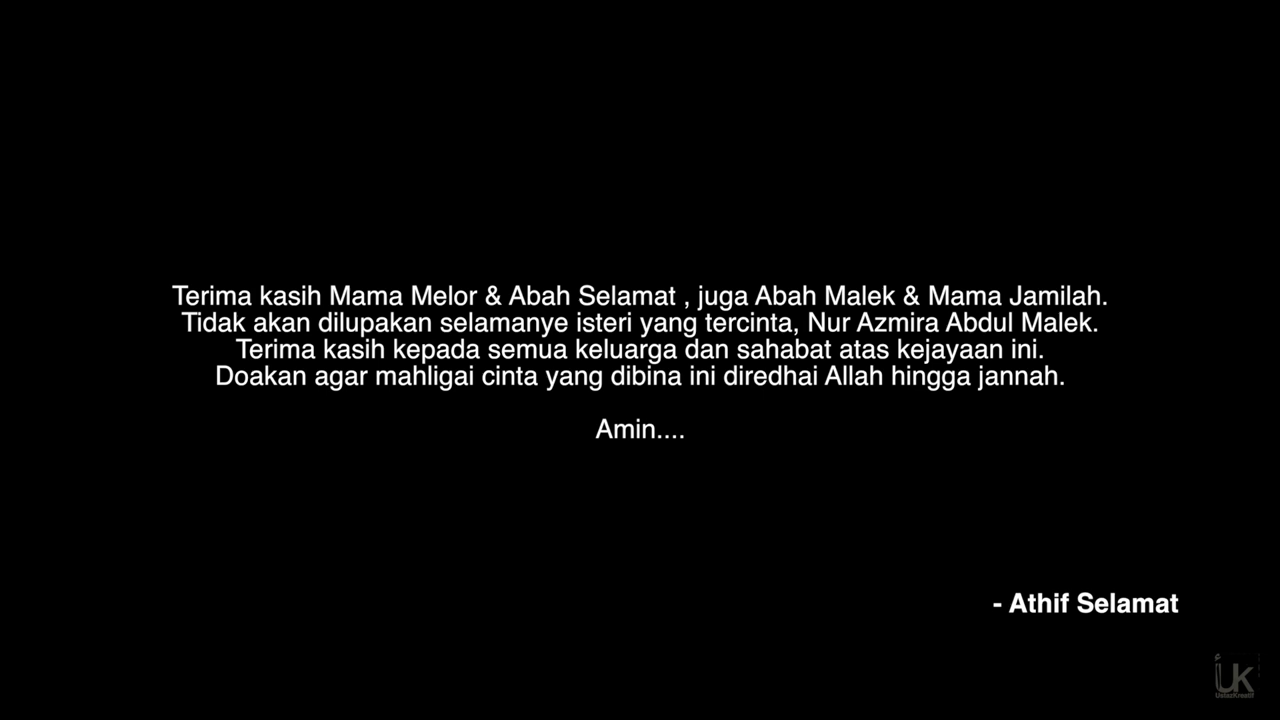 Terima kasih Mama Melor & Abah Selamat , juga Abah Malek & Mama Jamilah.
Tidak akan dilupakan selamanye isteri yang tercinta, Nur Azmira Abdul Malek.
Terima kasih kepada semua keluarga dan sahabat atas kejayaan ini.
Doakan agar mahligai cinta yang dibina ini diredhai Allah hingga jannah.
Amin....
- Athif Selamat
UK
UstazKreatif